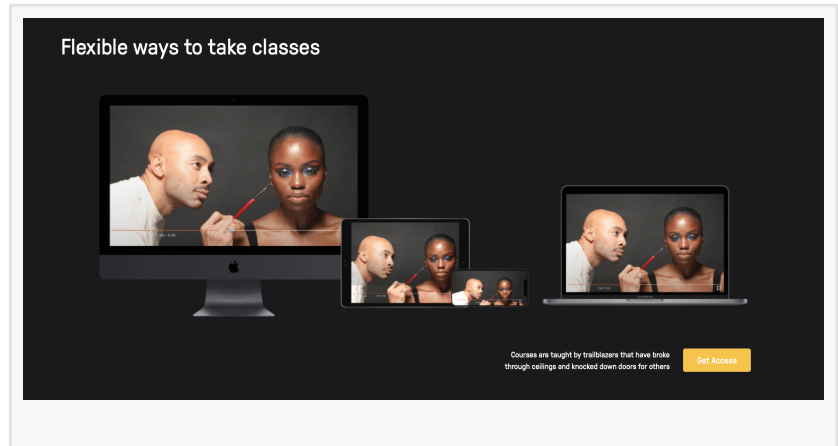 Flexible ways to take classes
Courses are taught by trailblazers that have broke
through ceilings and knocked down doors for others
Get Access